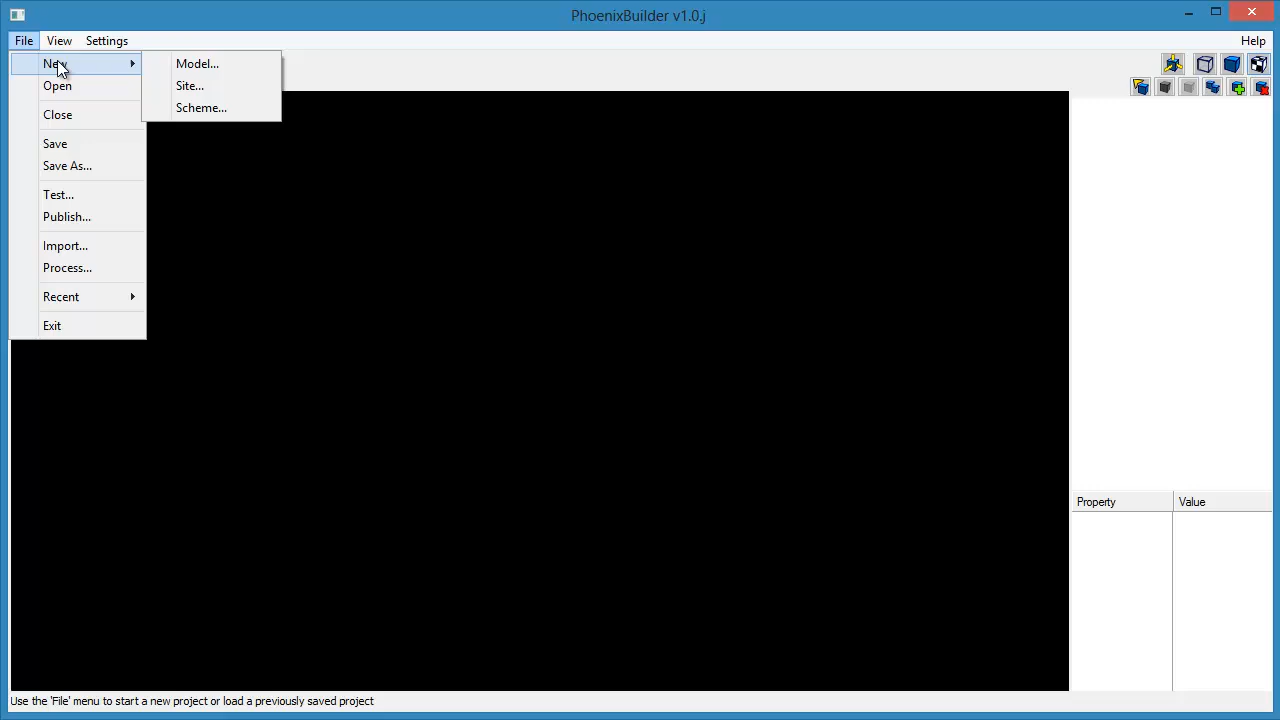 PhoenixBuilder v1.0.j
File View Settings Help
New
Open
Close
Save
Save As...
Test...
Publish...
Import...
Process...
Recent
Exit
Model...
Site...
Scheme...
Property Value
Use the 'File' menu to start a new project or load a previously saved project